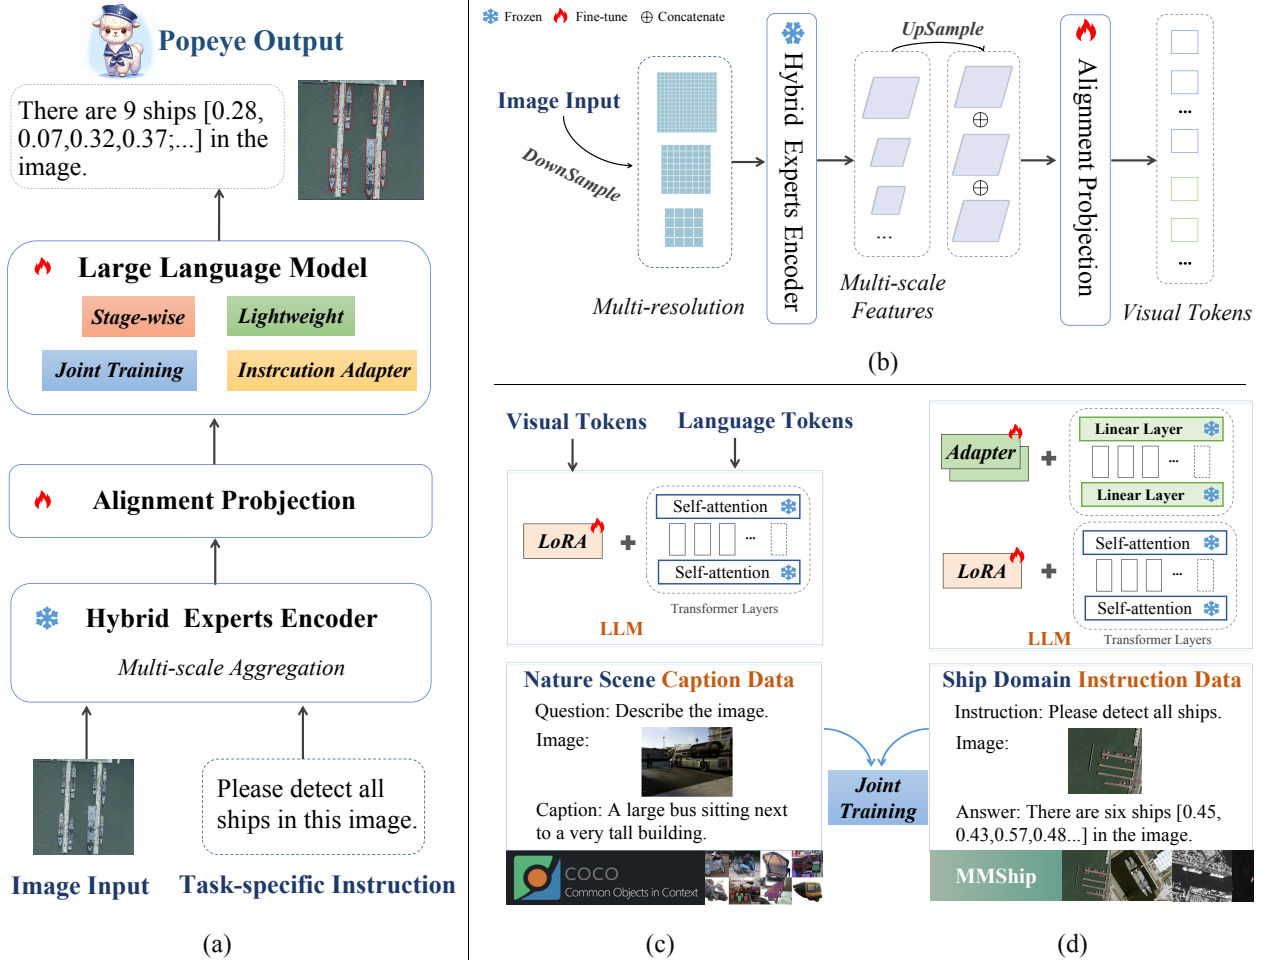 Popeye Output
There are 9 ships [0.28,
0.07,0.32,0.37;...] in the
image.
Large Language Model
Stage-wise
Lightweight
Joint Training
Instrcution Adapter
Alignment Probjection
Hybrid Experts Encoder
Multi-scale Aggregation
Please detect all
ships in this image.
Image Input
Task-specific Instruction
(a)
Frozen
Fine-tune
Concatenate
Image Input
DownSample
Multi-resolution
Hybrid Experts Encoder
UpSample
...
Multi-scale
Features
Alignment Probjection
...
...
Visual Tokens
(b)
Visual Tokens
Language Tokens
LoRA
Self-attention
...
Self-attention
Transformer Layers
LLM
Nature Scene Caption Data
Question: Describe the image.
Image:
Caption: A large bus sitting next
to a very tall building.
COCO
Common Objects in Context
(c)
Joint
Training
Adapter
Linear Layer
...
Linear Layer
LoRA
Self-attention
...
Self-attention
LLM
Transformer Layers
Ship Domain Instruction Data
Instruction: Please detect all ships.
Image:
Answer: There are six ships [0.45,
0.43,0.57,0.48...] in the image.
MMShip
(d)